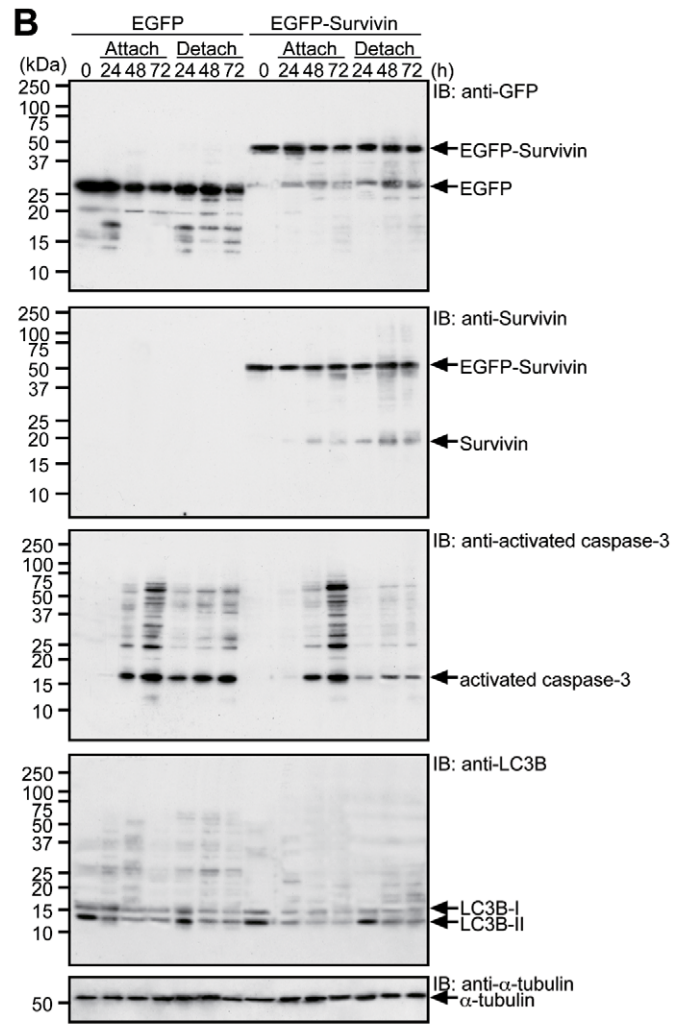 B
EGFP EGFP-Survivin
Attach Detach Attach Detach
(kDa) 0 24 48 72 24 48 72 0 24 48 72 24 48 72 (h)
250 IB: anti-GFP
100
75
50 EGFP-Survivin
37
25 EGFP
20
15
10
250 IB: anti-Survivin
100
75
50 EGFP-Survivin
37
25
20 Survivin
15
10
250 IB: anti-activated caspase-3
100
75
50
37
25
20
15 activated caspase-3
10
250 IB: anti-LC3B
100
75
50
37
25
20
15 LC3B-I
LC3B-II
10
IB: anti-α-tubulin
50 α-tubulin